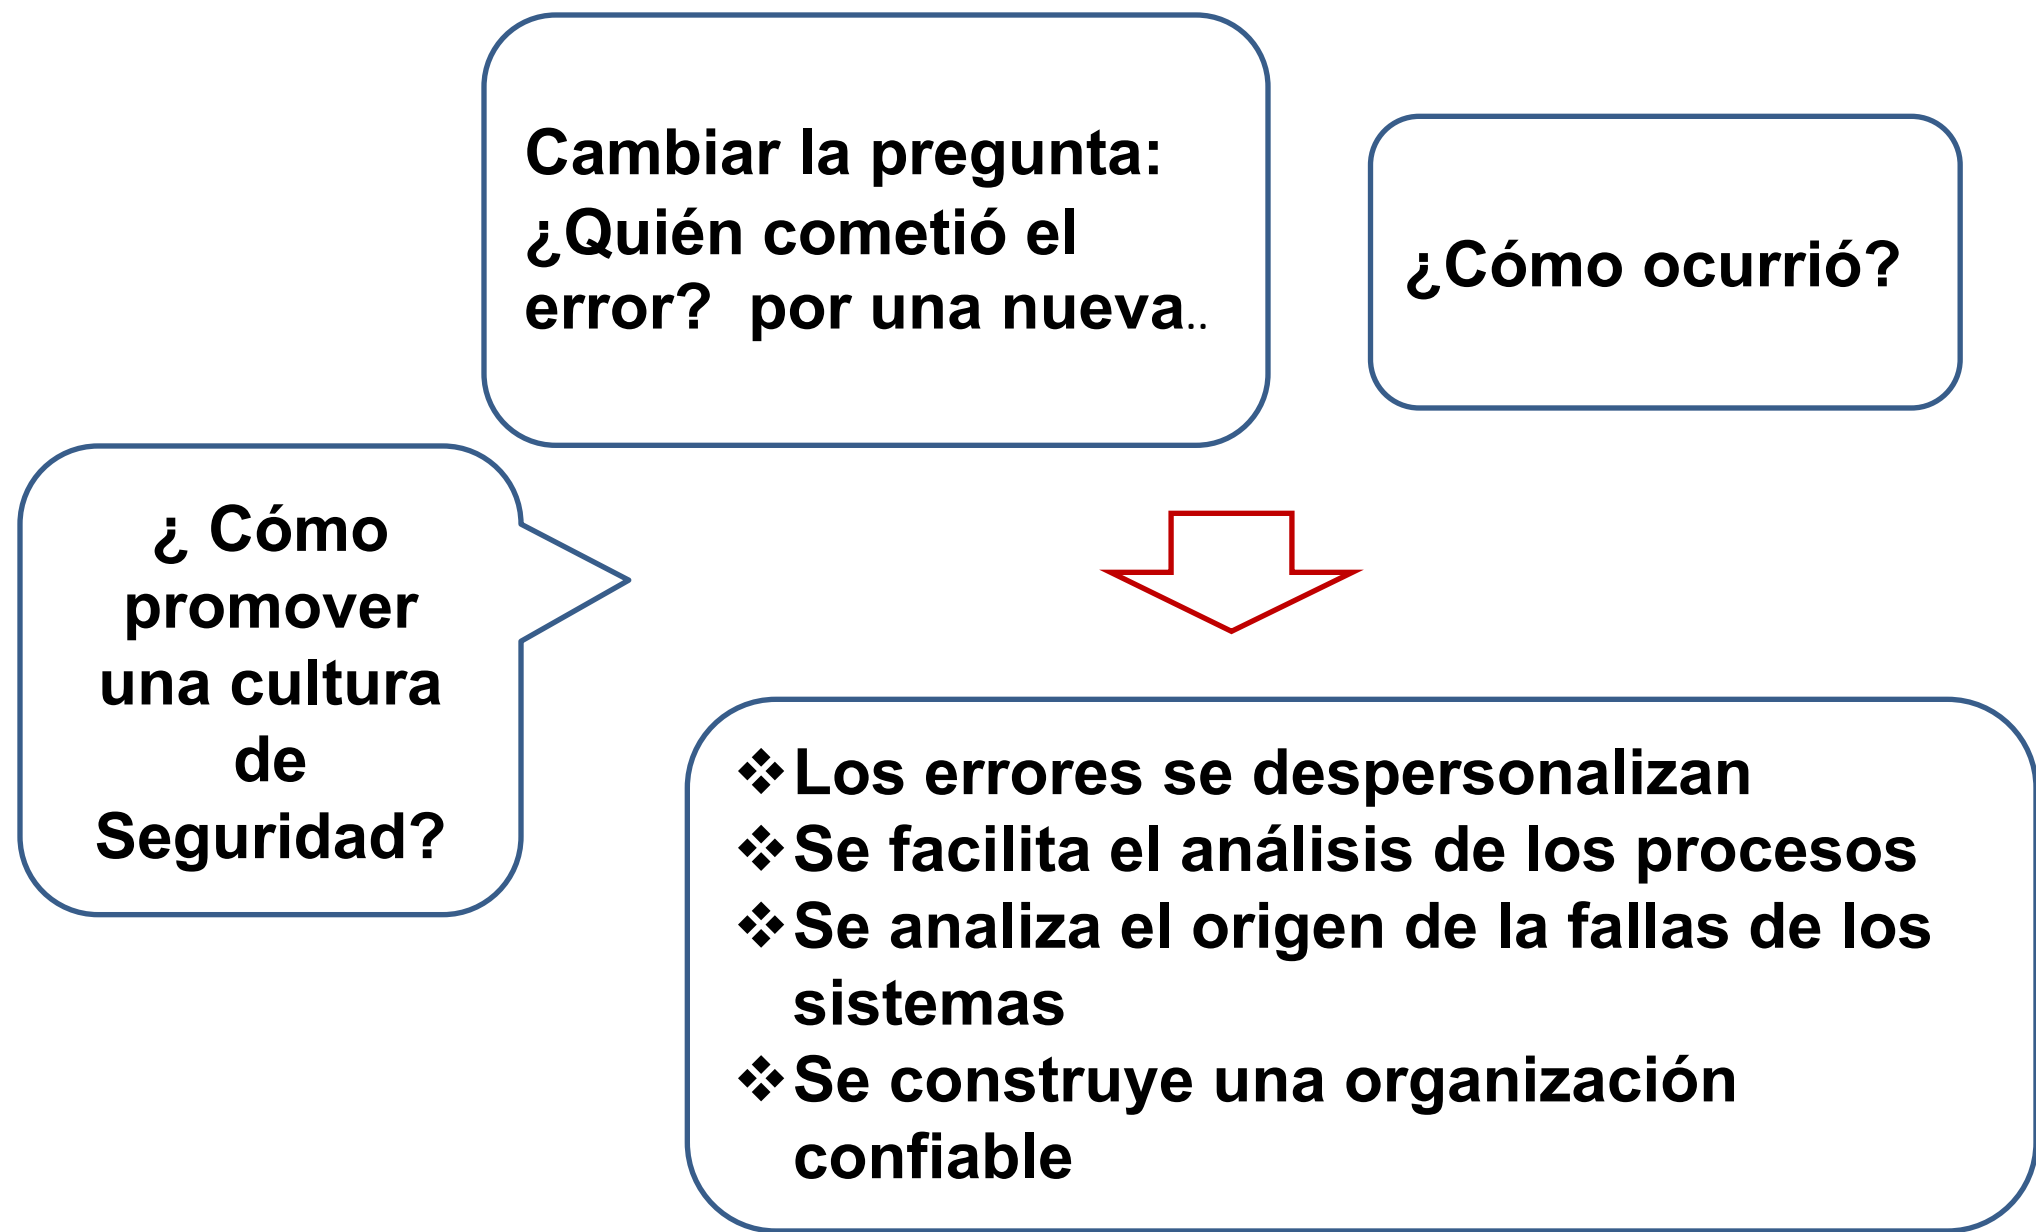 Cambiar la pregunta:
¿Quién cometió el
error?  por una nueva..
¿Cómo ocurrió?
¿ Cómo
promover
una cultura
de
Seguridad?
❖Los errores se despersonalizan
❖Se facilita el análisis de los procesos
❖Se analiza el origen de la fallas de los
sistemas
❖Se construye una organización
confiable